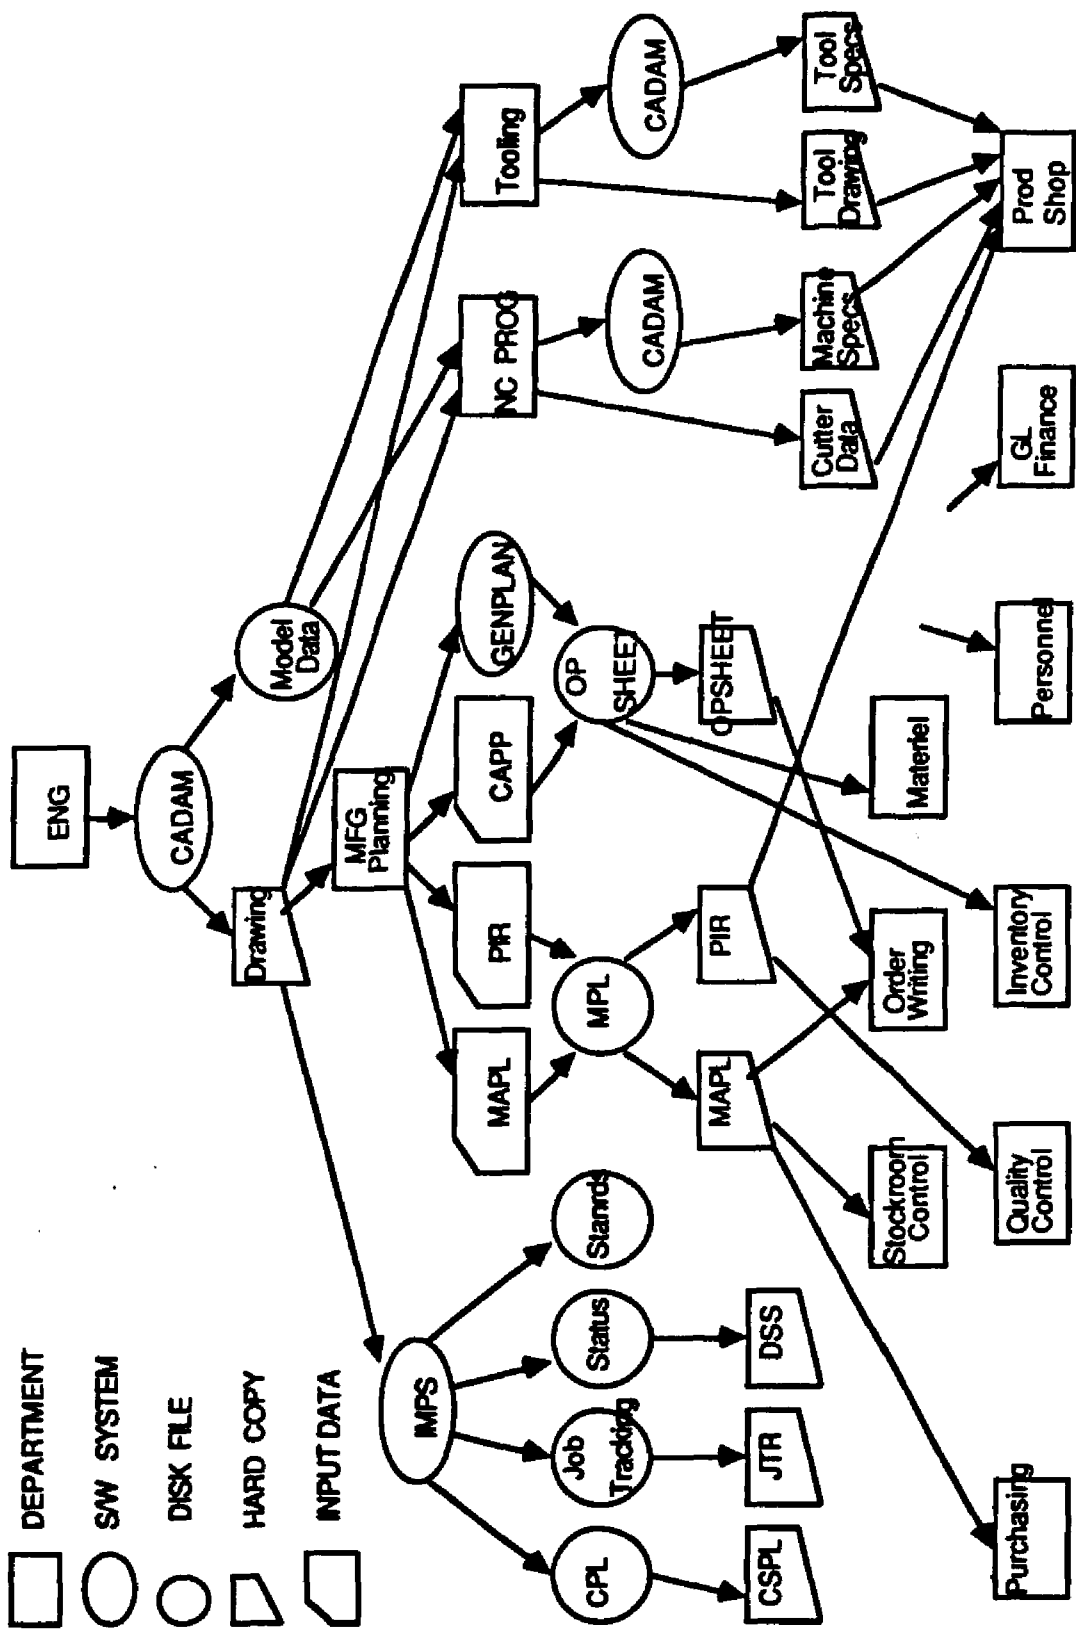 DEPARTMENT
S/W SYSTEM
DISK FILE
HARD COPY
INPUT DATA
ENG
CADAM
Drawing
Model
Data
MFG
Planning
IMPS
MAPL
PIR
CAPP
GENPLAN
NC PROG
Tooling
CPL
Job
Tracking
Status
Stanrds
MPL
OP
SHEET
CADAM
CADAM
CSPL
JTR
DSS
MAPL
PIR
OPSHEET
Cutter
Data
Machine
Specs
Tool
Drawing
Tool
Specs
Stockroom
Control
Order
Writing
Materiel
Purchasing
Quality
Control
Inventory
Control
Personnel
GL
Finance
Prod
Shop